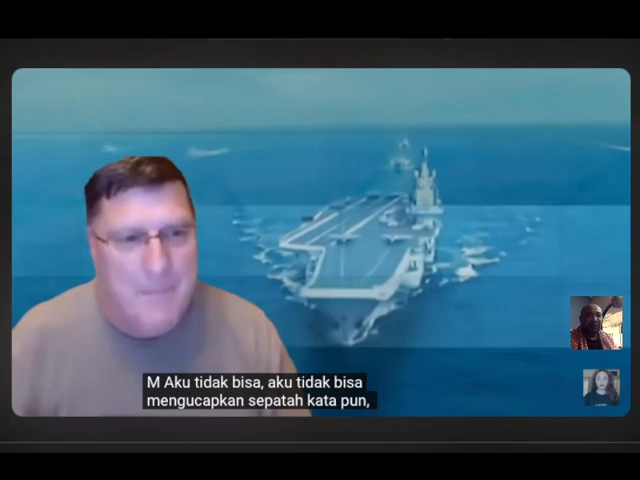 M Aku tidak bisa, aku tidak bisa
mengucapkan sepatah kata pun,